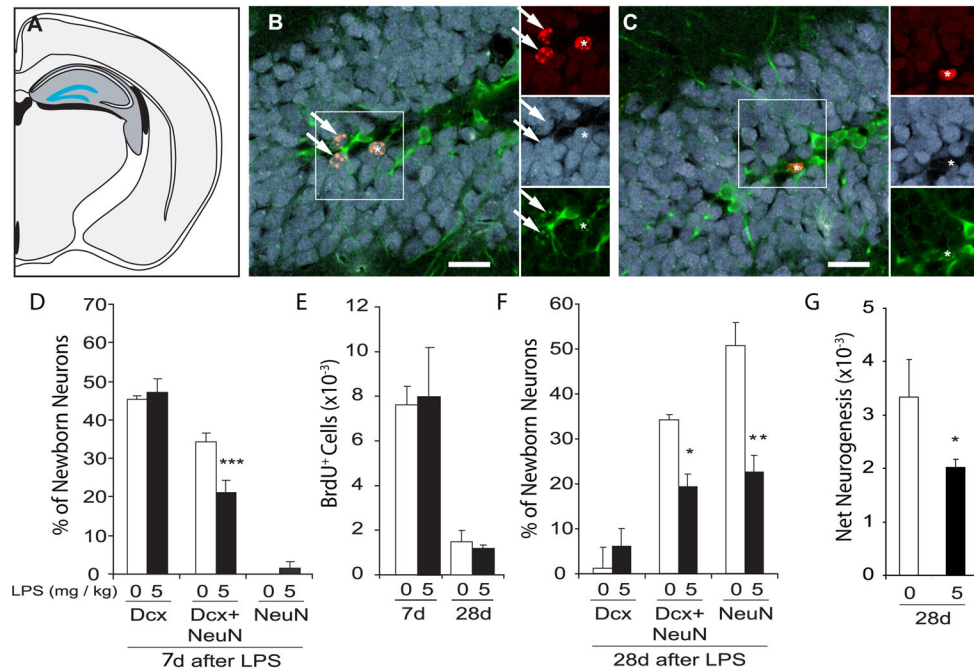 A
B
C
D
% of Newborn Neurons
70
60
50
40
30
20
10
0
***
LPS (mg / kg) 0 5 0 5 0 5
Dcx Dcx+ NeuN
NeuN
7d after LPS
E
BrdU+ Cells (x10-3)
12
10
8
6
4
2
0
0 5 0 5
7d 28d
F
% of Newborn Neurons
60
50
40
30
20
10
0
*
**
0 5 0 5 0 5
Dcx Dcx+ NeuN
NeuN
28d after LPS
G
Net Neurogenesis (x10-3)
5
4
3
2
1
0
*
0 5
28d